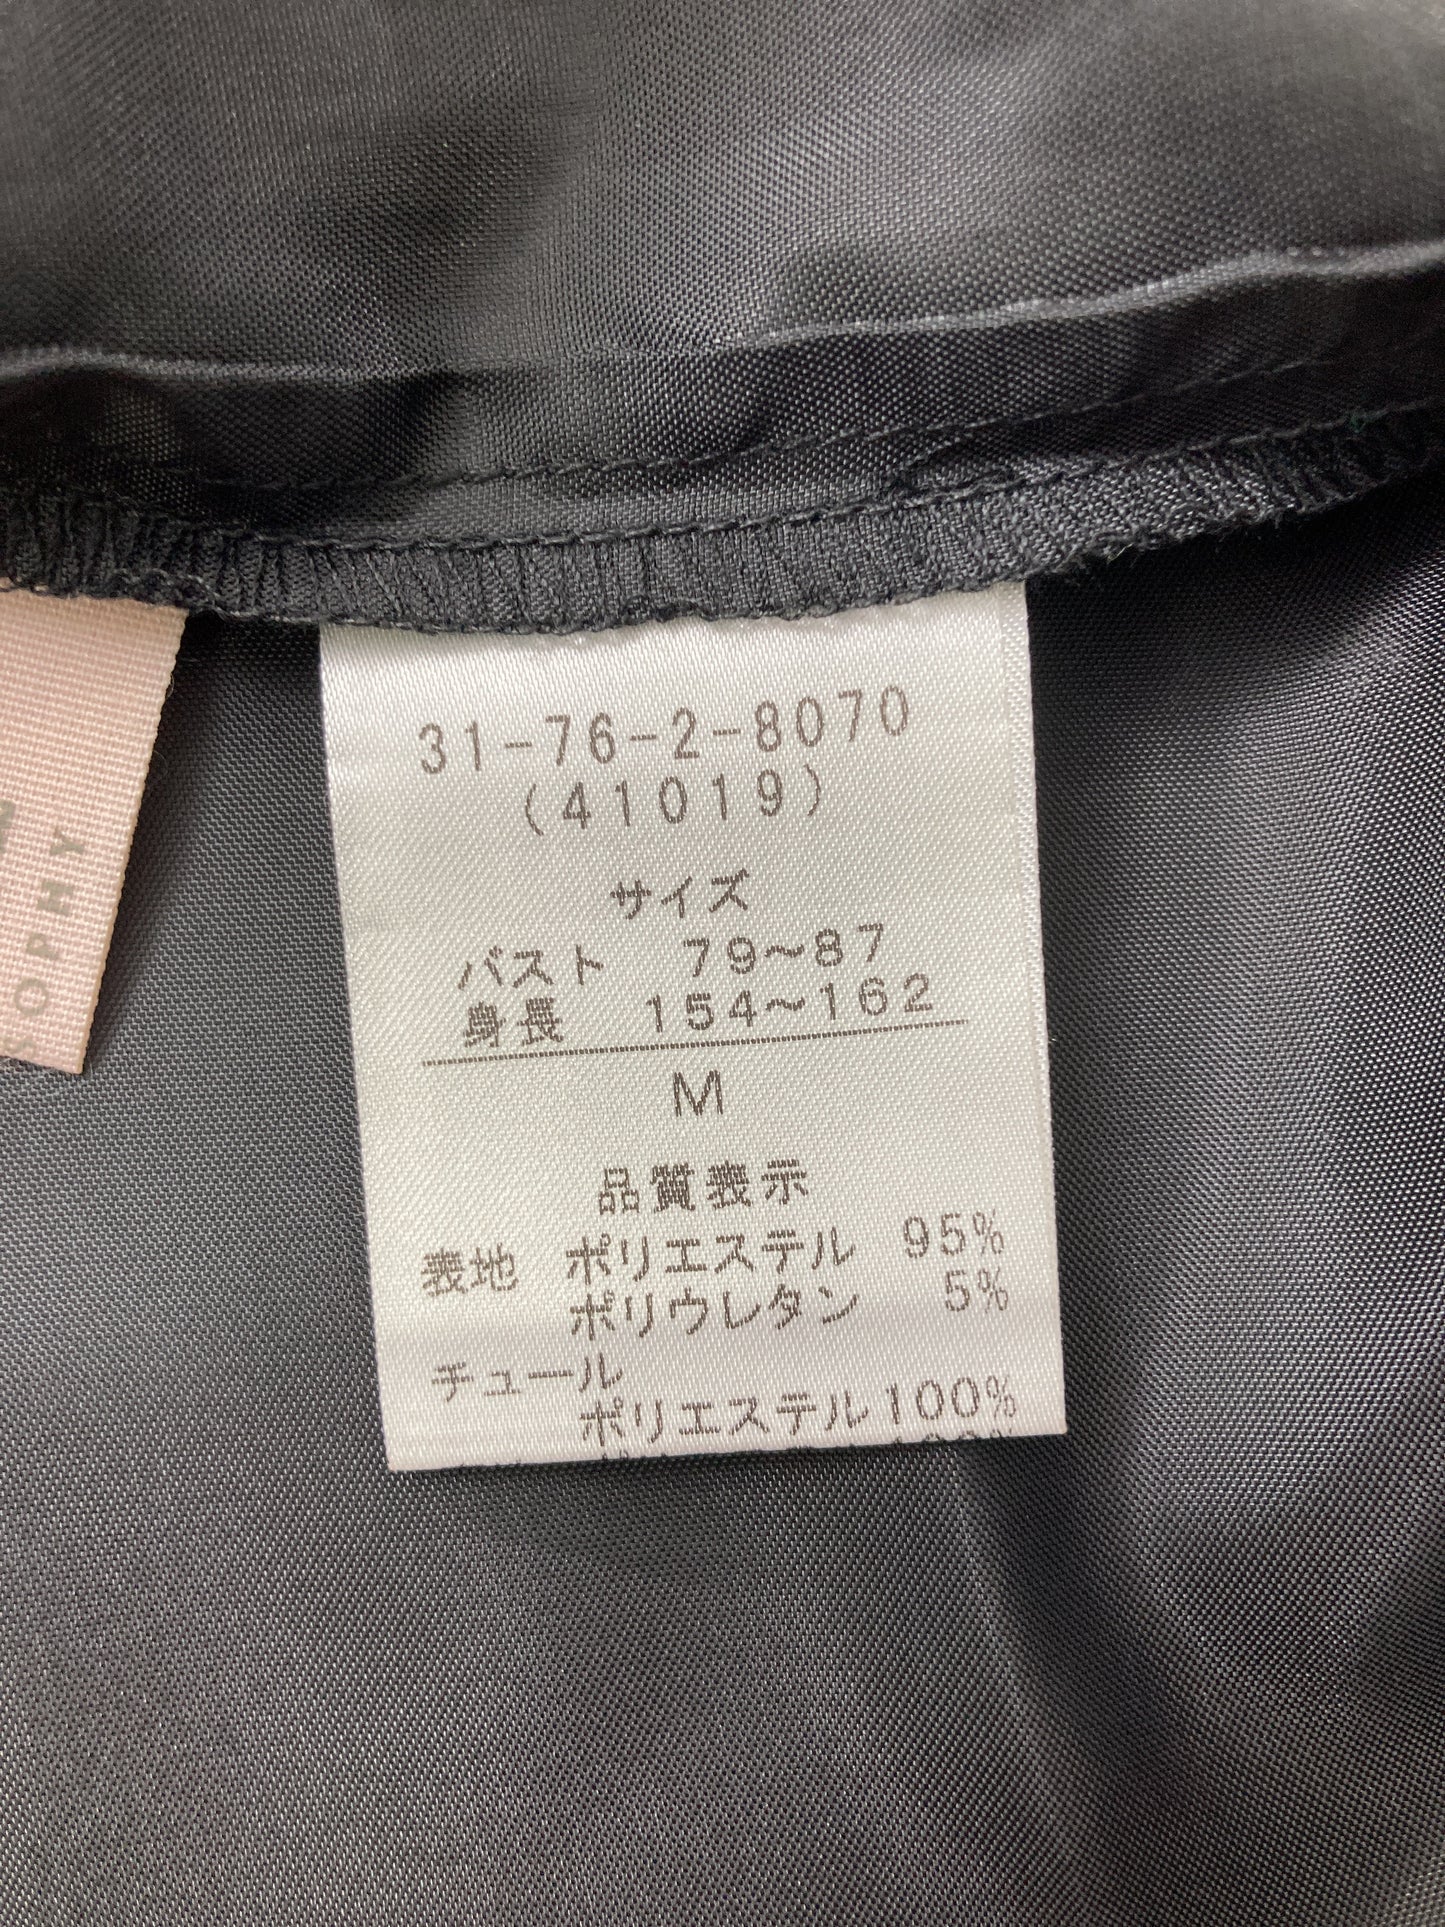 31-76-2-8070
(41019)
サイズ
バスト 79～87
身長 154～162
M
品質表示
表地 ポリエステル 95%
ポリウレタン 5%
チュール
ポリエステル100%
SOPHY